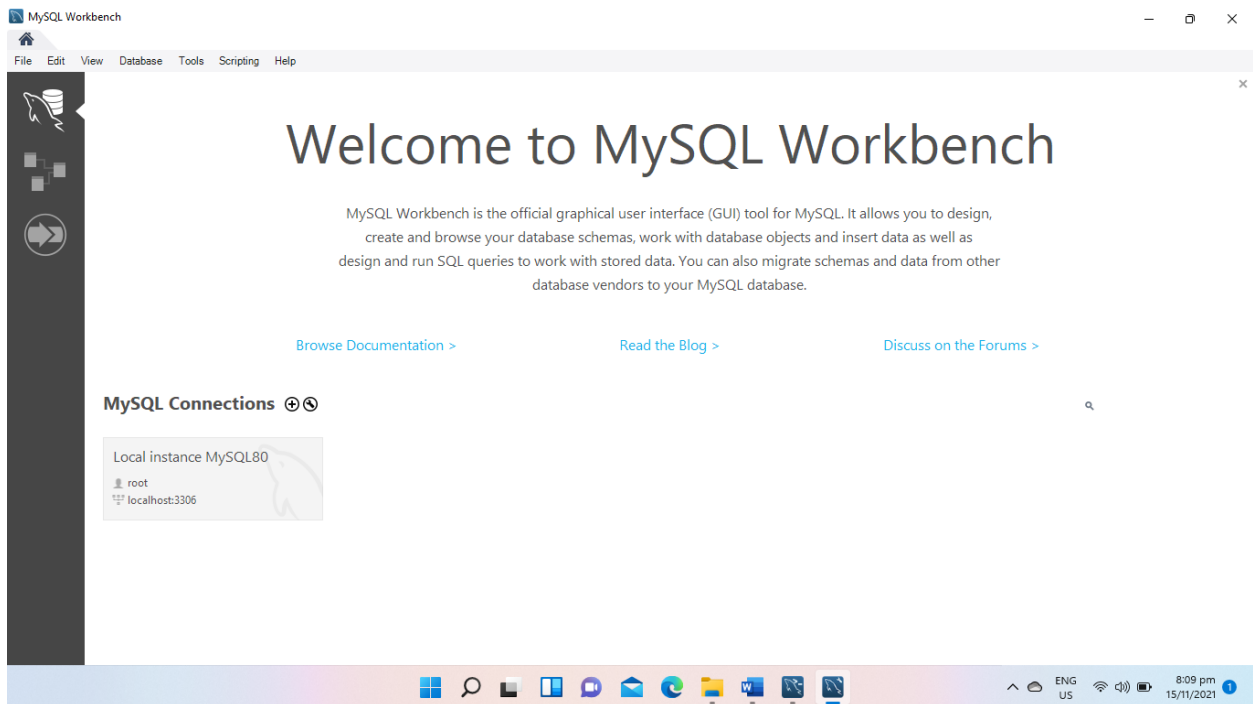 MySQL Workbench
File Edit View Database Tools Scripting Help
Welcome to MySQL Workbench
MySQL Workbench is the official graphical user interface (GUI) tool for MySQL. It allows you to design,
create and browse your database schemas, work with database objects and insert data as well as
design and run SQL queries to work with stored data. You can also migrate schemas and data from other
database vendors to your MySQL database.
Browse Documentation > Read the Blog > Discuss on the Forums >
MySQL Connections
Local instance MySQL80
root
localhost:3306
W
ENG
US
8:09 pm
15/11/2021
1